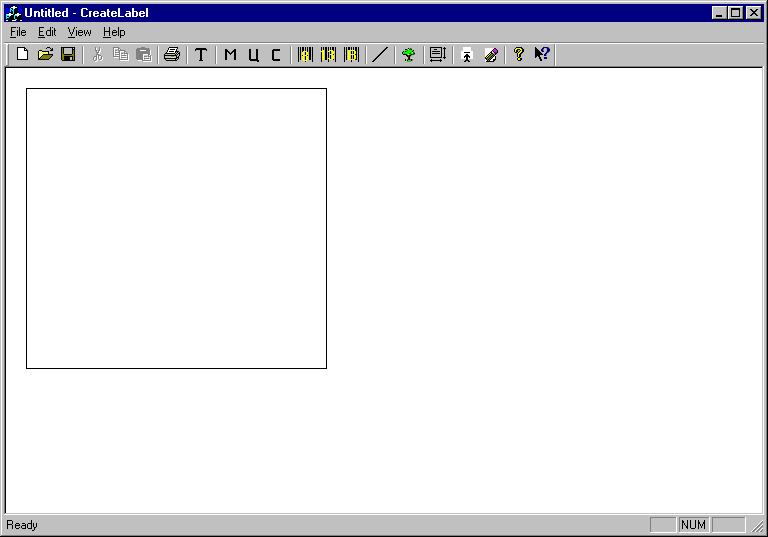 Untitled - CreateLabel
File Edit View Help
T М Ц С
Ready NUM